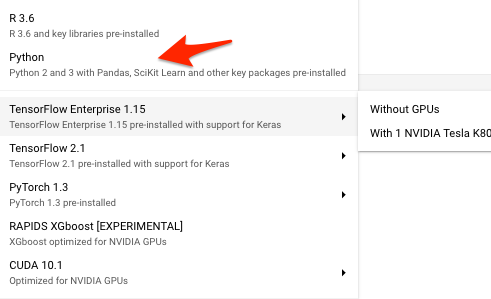 R 3.6
R 3.6 and key libraries pre-installed
Python
Python 2 and 3 with Pandas, SciKit Learn and other key packages pre-installed
TensorFlow Enterprise 1.15
TensorFlow Enterprise 1.15 pre-installed with support for Keras
Without GPUs
With 1 NVIDIA Tesla K80
TensorFlow 2.1
TensorFlow 2.1 pre-installed with support for Keras
PyTorch 1.3
PyTorch 1.3 pre-installed
RAPIDS XGboost [EXPERIMENTAL]
XGboost optimized for NVIDIA GPUs
CUDA 10.1
Optimized for NVIDIA GPUs